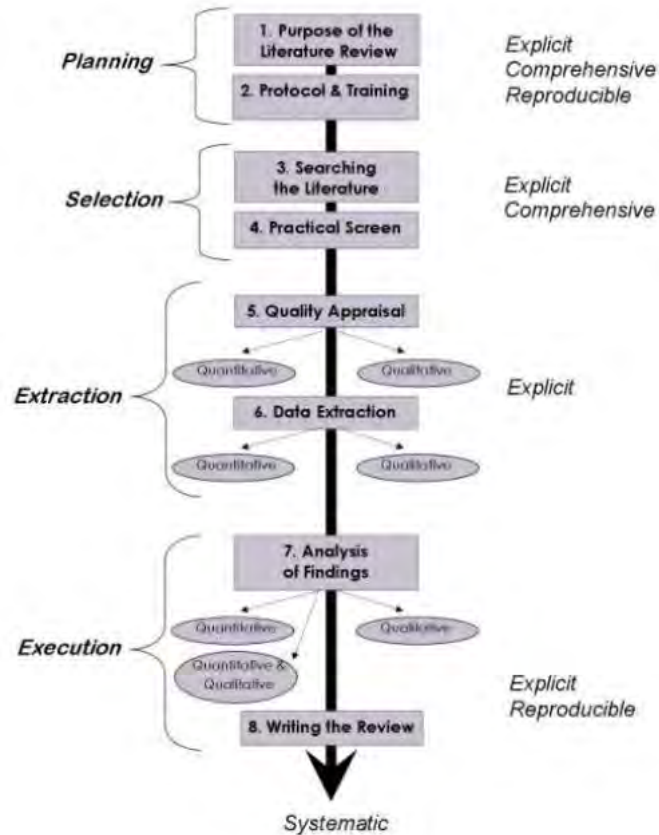 Planning
1. Purpose of the
Literature Review
2. Protocol & Training
Explicit
Comprehensive
Reproducible
Selection
3. Searching
the Literature
4. Practical Screen
Explicit
Comprehensive
Extraction
5. Quality Appraisal
Quantitative
Qualitative
6. Data Extraction
Quantitative
Qualitative
Explicit
Execution
7. Analysis
of Findings
Quantitative
Qualitative
Quantitative &
Qualitative
8. Writing the Review
Explicit
Reproducible
Systematic